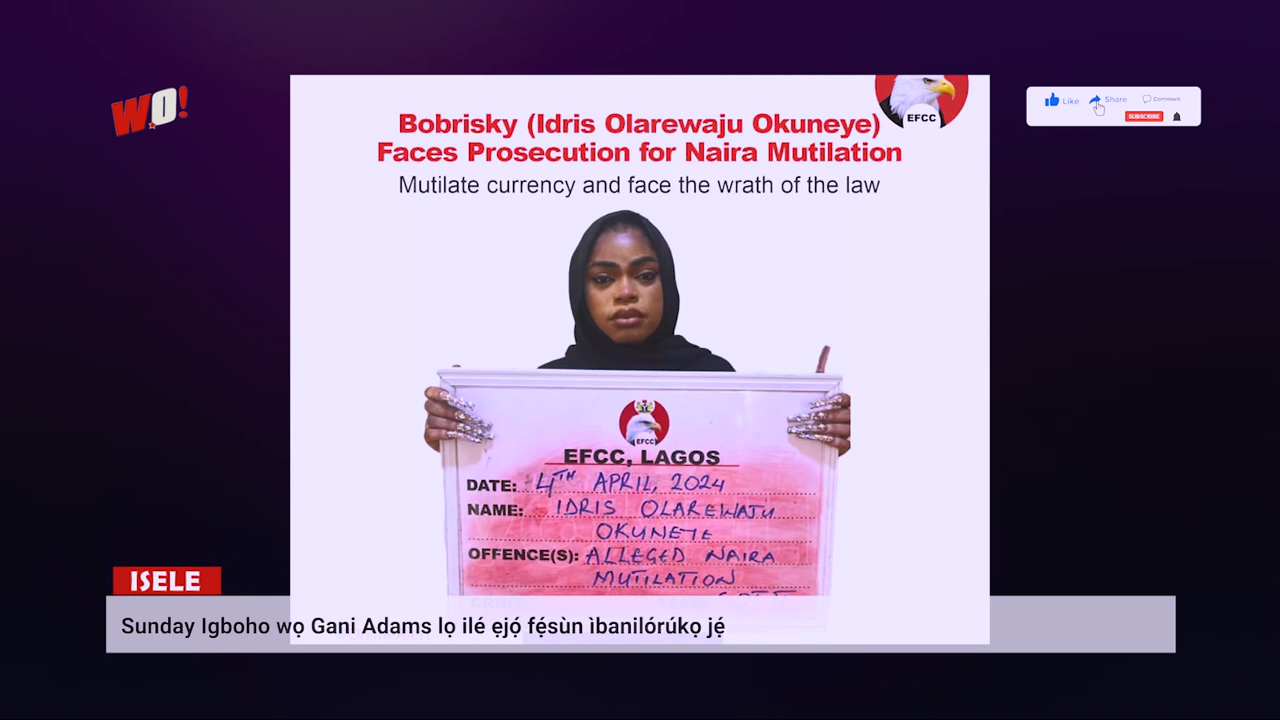 WO!
Like
Share
Comment
SUBSCRIBE
EFCC
Bobrisky (Idris Olarewaju Okuneye)
Faces Prosecution for Naira Mutilation
Mutilate currency and face the wrath of the law
EFCC
EFCC, LAGOS
DATE: 4TH APRIL, 2024
NAME: IDRIS OLAREWAJU
OKUNEYE
OFFENCE(S): ALLEGED NAIRA
MUTILATION
ISELE
Sunday Igboho wọ Gani Adams lọ ilé ẹjọ́ fẹ́sùn ìbanilórúkọ jẹ́